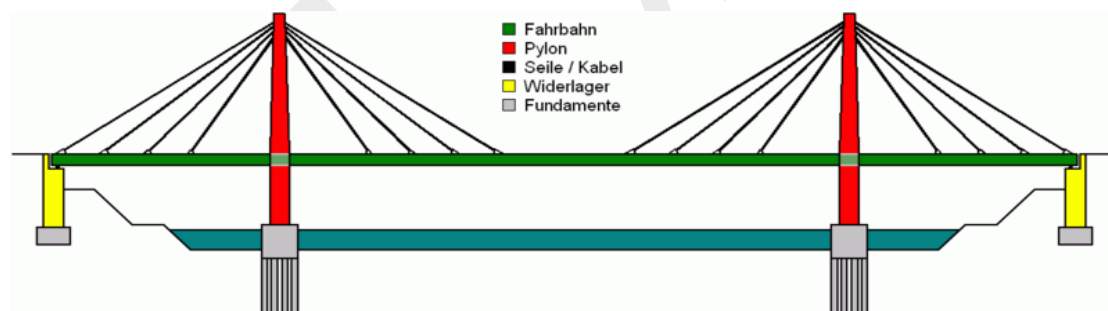 Fahrbahn
Pylon
Seile / Kabel
Widerlager
Fundamente